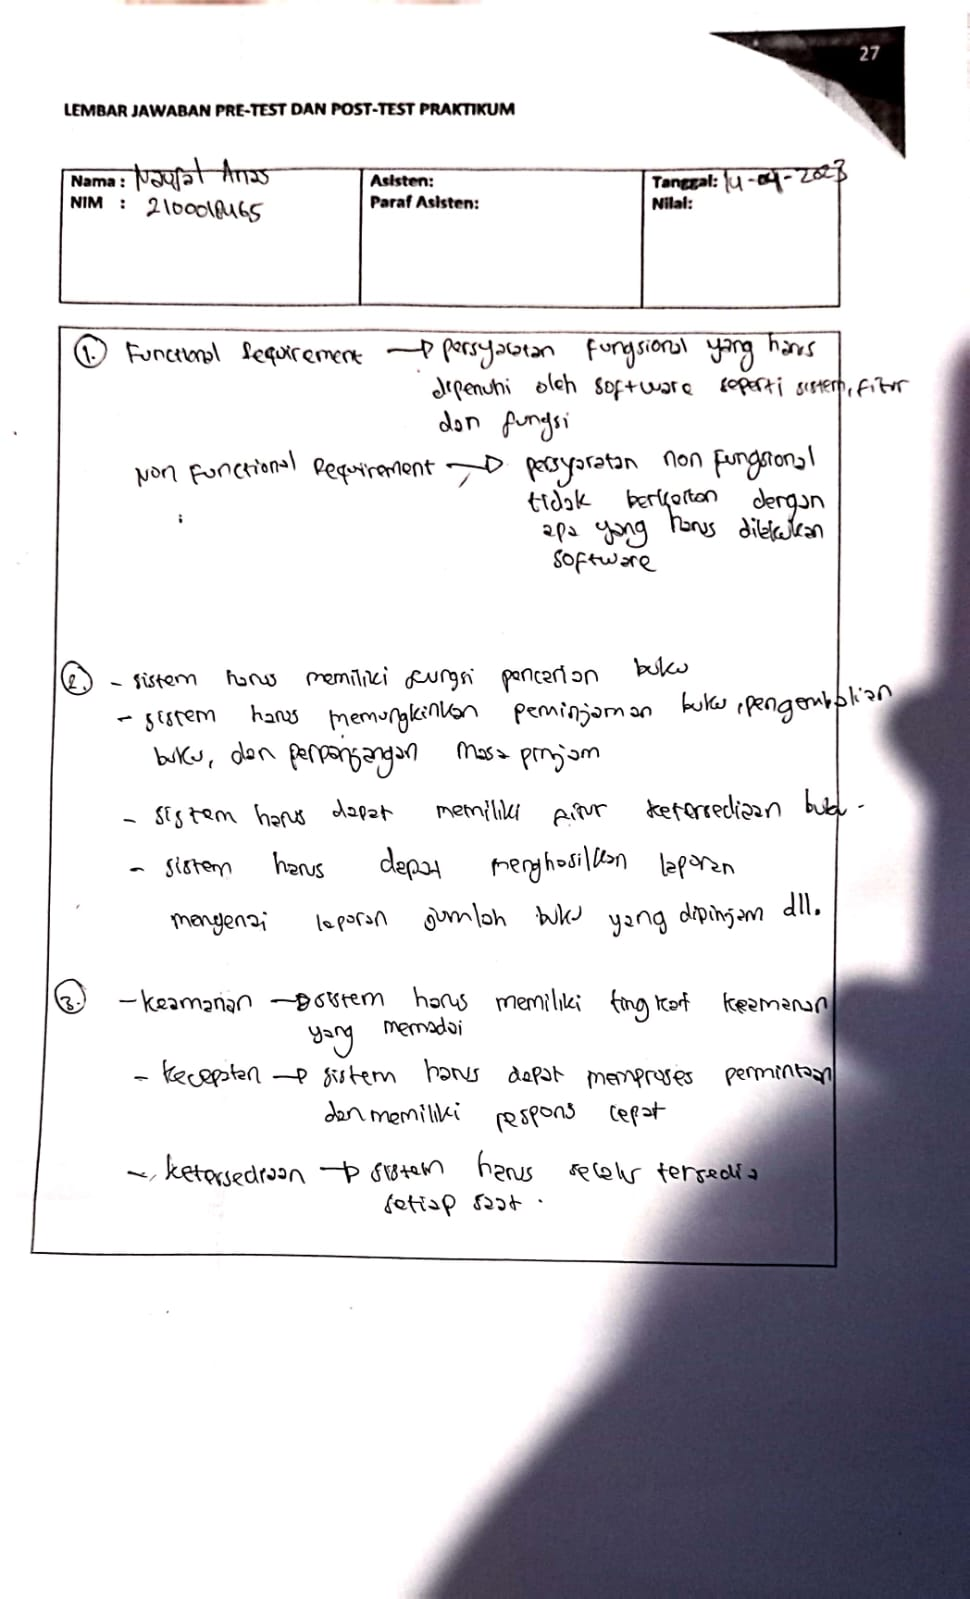 27
LEMBAR JAWABAN PRE-TEST DAN POST-TEST PRAKTIKUM
Nama : Naufal Anas
NIM : 2100018465
Asisten:
Paraf Asisten:
Tanggal: 14-04-2023
Nilai:
1. Functional Requirement → persyaratan fungsional yang harus
dipenuhi oleh software seperti sistem, fitur
dan fungsi
Non Functional Requirement → persyaratan non fungsional
tidak berkaitan dengan
apa yang harus dilakukan
software
2. - sistem harus memiliki fungsi pencarian buku
- sistem harus memungkinkan peminjaman buku, pengembalian
buku, dan perpanjangan masa pinjam
- sistem harus dapat memiliki fitur ketersediaan buku.
- sistem harus dapat menghasilkan laporan
mengenai laporan jumlah buku yang dipinjam dll.
3. - keamanan → sistem harus memiliki tingkat keamanan
yang memadai
- kecepatan → sistem harus dapat memproses permintaan
dan memiliki respons cepat
- ketersediaan → sistem harus selalu tersedia
setiap saat.